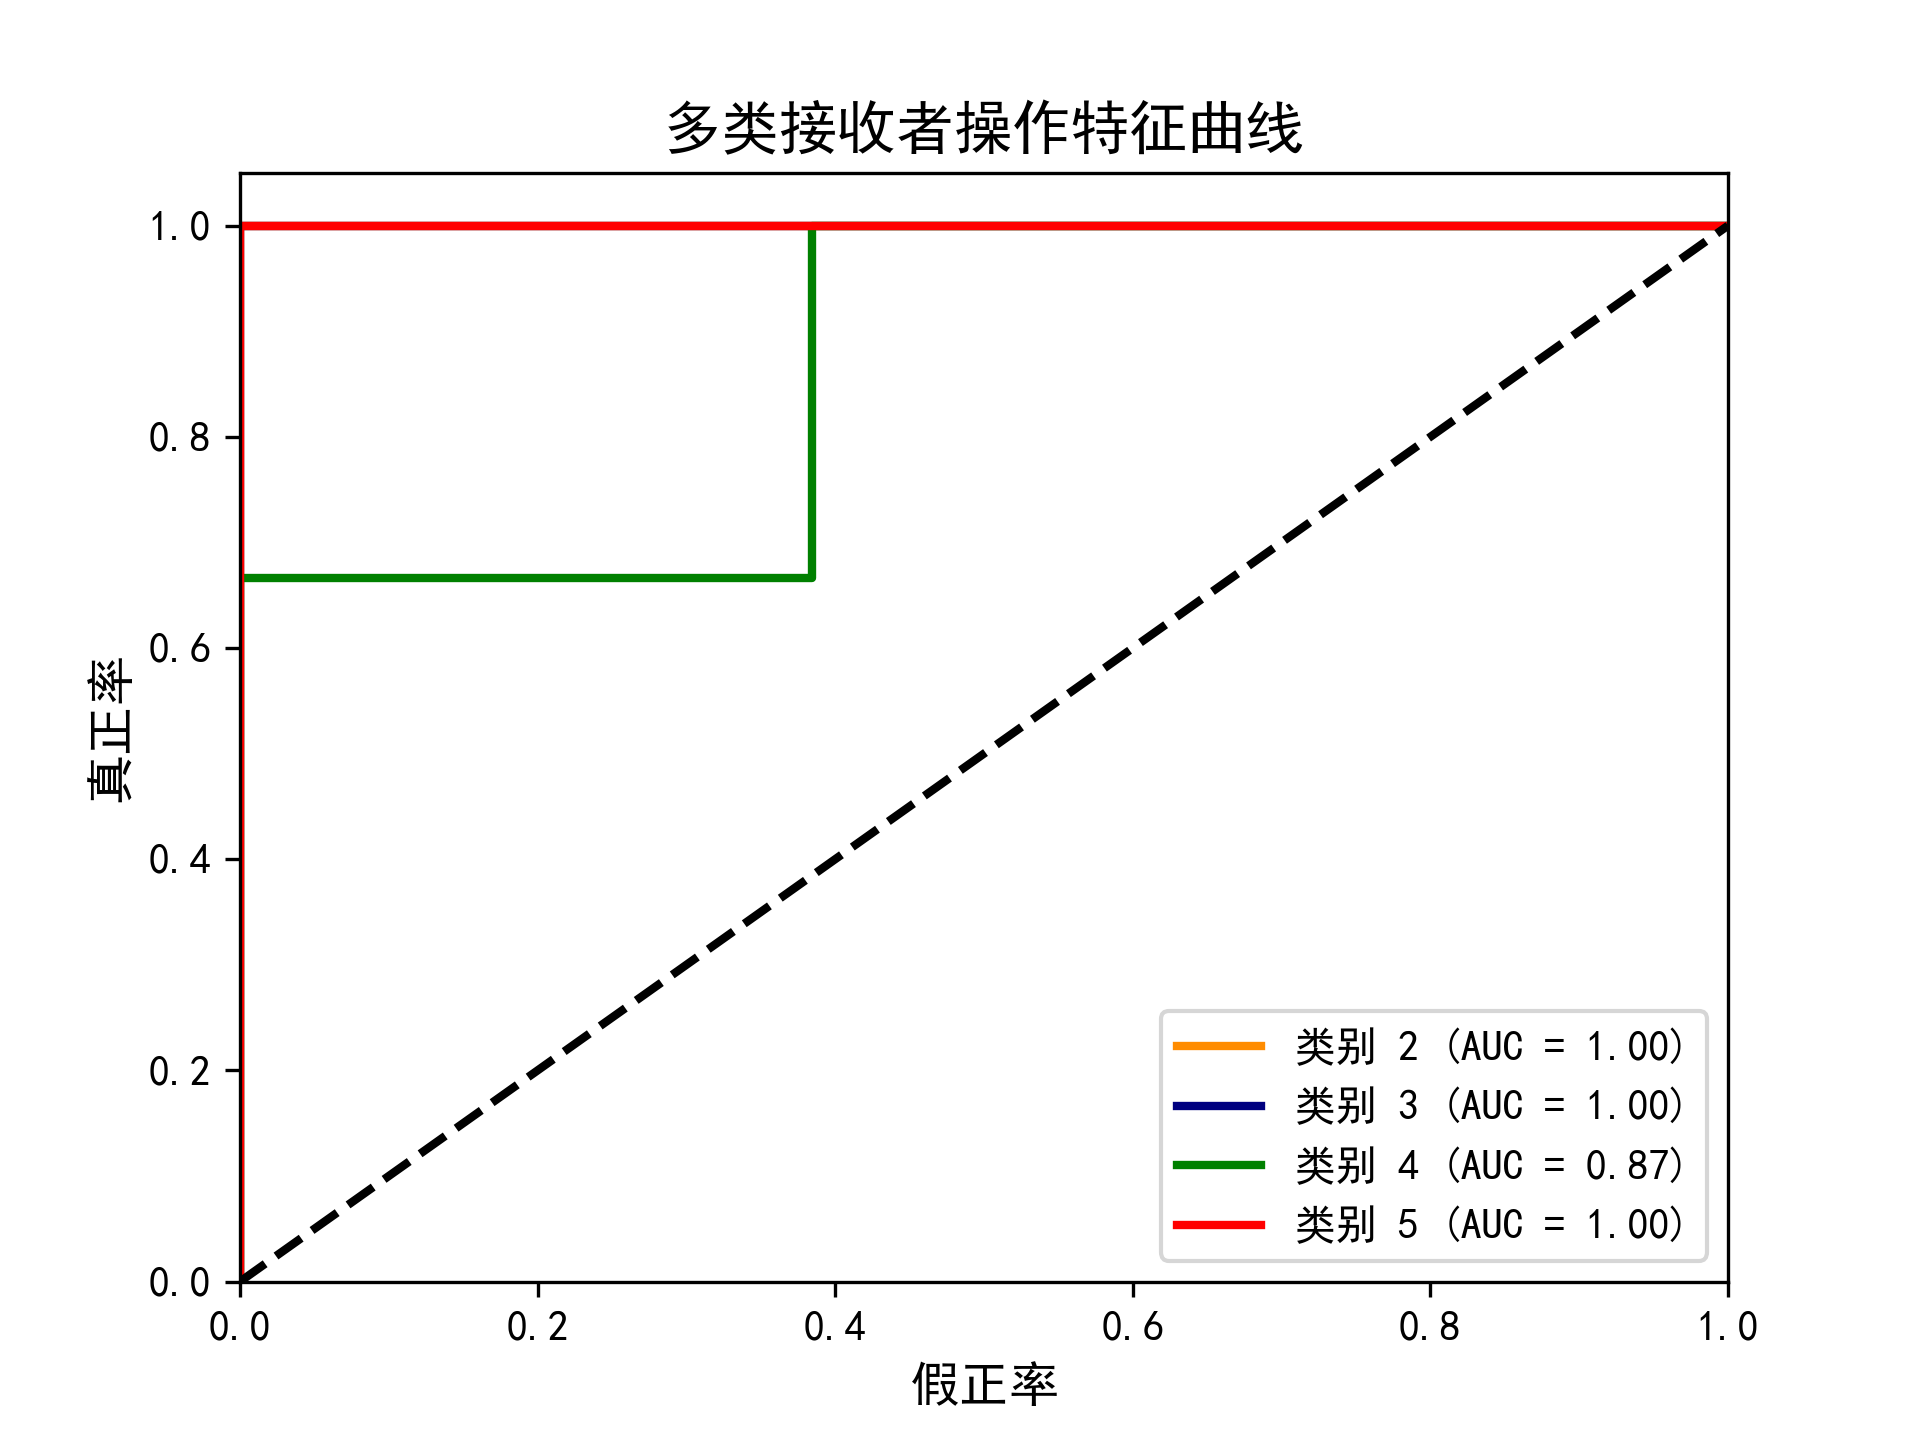 多类接收者操作特征曲线
1.0
0.8
0.6
0.4
0.2
0.0
真正率
0.0 0.2 0.4 0.6 0.8 1.0
假正率
类别 2 (AUC = 1.00)
类别 3 (AUC = 1.00)
类别 4 (AUC = 0.87)
类别 5 (AUC = 1.00)